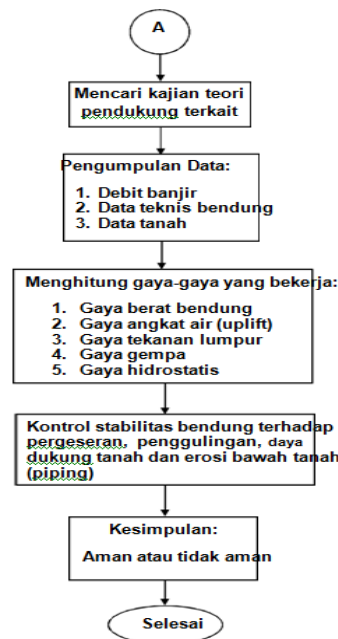 A
Mencari kajian teori
pendukung terkait
Pengumpulan Data:
1. Debit banjir
2. Data teknis bendung
3. Data tanah
Menghitung gaya-gaya yang bekerja:
1. Gaya berat bendung
2. Gaya angkat air (uplift)
3. Gaya tekanan lumpur
4. Gaya gempa
5. Gaya hidrostatis
Kontrol stabilitas bendung terhadap
pergeseran, penggulingan, daya
dukung tanah dan erosi bawah tanah
(piping)
Kesimpulan:
Aman atau tidak aman
Selesai